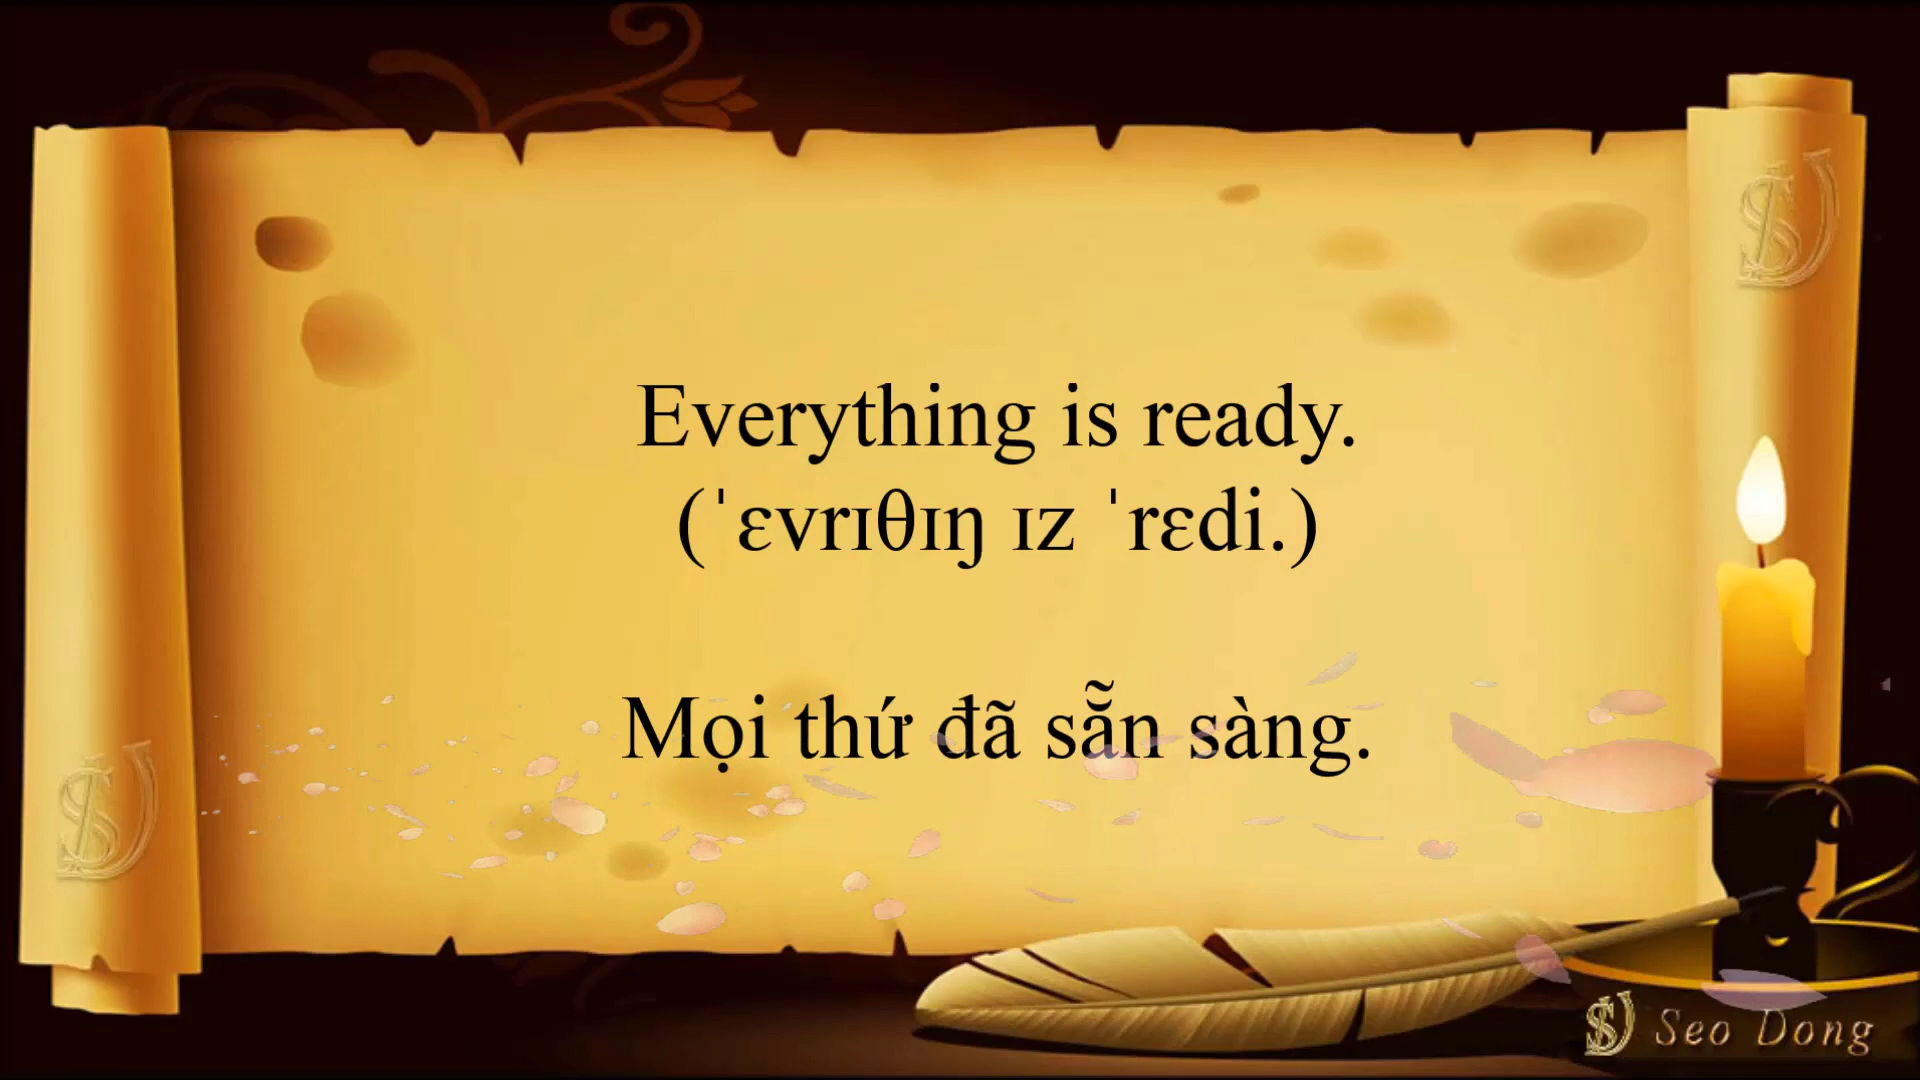 Everything is ready.
(ˈɛvrɪθɪŋ ɪz ˈrɛdi.)
Mọi thứ đã sẵn sàng.
Seo Dong